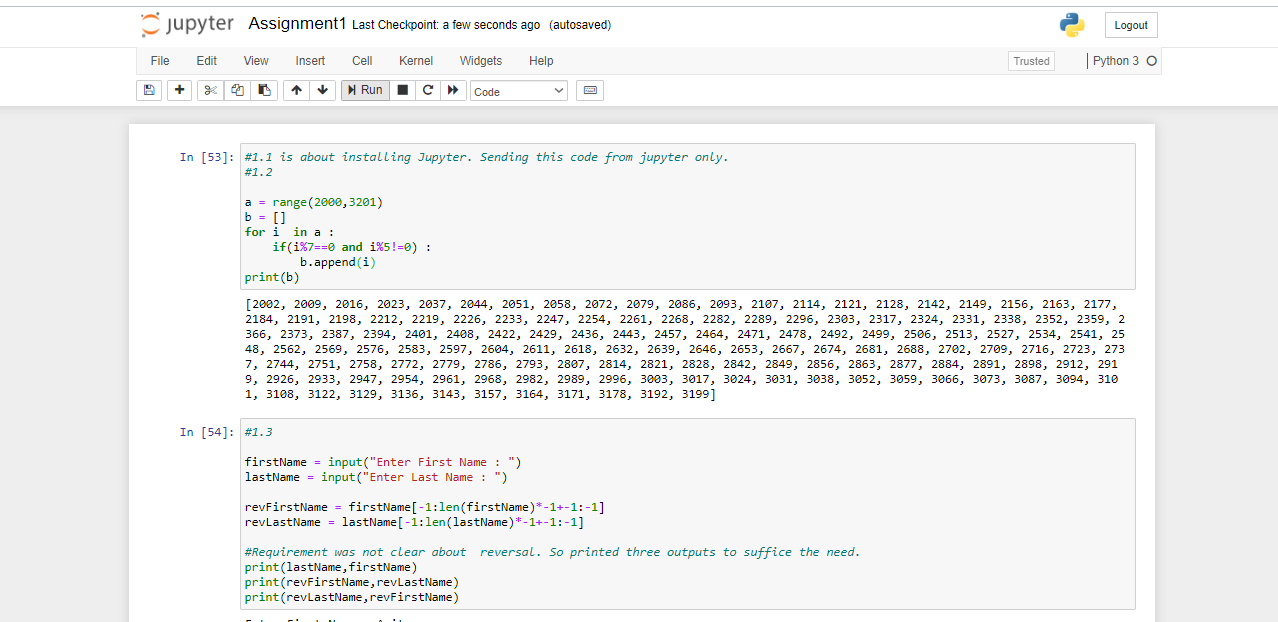 jupyter Assignment1 Last Checkpoint: a few seconds ago (autosaved) Logout
File Edit View Insert Cell Kernel Widgets Help Trusted Python 3
Run Code
In [53]: #1.1 is about installing Jupyter. Sending this code from jupyter only.
#1.2
a = range(2000,3201)
b = []
for i  in a :
    if(i%7==0 and i%5!=0) :
        b.append(i)
print(b)
[2002, 2009, 2016, 2023, 2037, 2044, 2051, 2058, 2072, 2079, 2086, 2093, 2107, 2114, 2121, 2128, 2142, 2149, 2156, 2163, 2177,
2184, 2191, 2198, 2212, 2219, 2226, 2233, 2247, 2254, 2261, 2268, 2282, 2289, 2296, 2303, 2317, 2324, 2331, 2338, 2352, 2359, 2
366, 2373, 2387, 2394, 2401, 2408, 2422, 2429, 2436, 2443, 2457, 2464, 2471, 2478, 2492, 2499, 2506, 2513, 2527, 2534, 2541, 25
48, 2562, 2569, 2576, 2583, 2597, 2604, 2611, 2618, 2632, 2639, 2646, 2653, 2667, 2674, 2681, 2688, 2702, 2709, 2716, 2723, 273
7, 2744, 2751, 2758, 2772, 2779, 2786, 2793, 2807, 2814, 2821, 2828, 2842, 2849, 2856, 2863, 2877, 2884, 2891, 2898, 2912, 291
9, 2926, 2933, 2947, 2954, 2961, 2968, 2982, 2989, 2996, 3003, 3017, 3024, 3031, 3038, 3052, 3059, 3066, 3073, 3087, 3094, 310
1, 3108, 3122, 3129, 3136, 3143, 3157, 3164, 3171, 3178, 3192, 3199]
In [54]: #1.3
firstName = input("Enter First Name : ")
lastName = input("Enter Last Name : ")
revFirstName = firstName[-1:len(firstName)*-1+-1:-1]
revLastName = lastName[-1:len(lastName)*-1+-1:-1]
#Requirement was not clear about  reversal. So printed three outputs to suffice the need.
print(lastName,firstName)
print(revFirstName,revLastName)
print(revLastName,revFirstName)